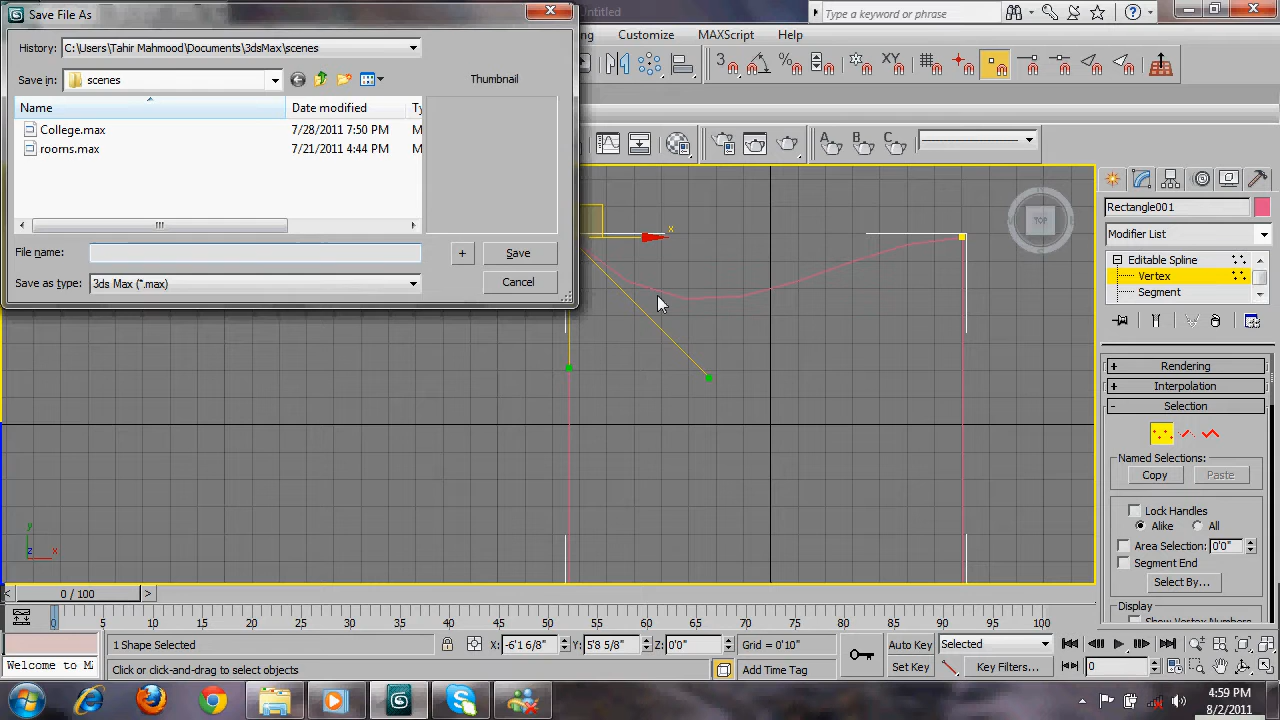 Save File As
Untitled
Type a keyword or phrase
History:
C:\Users\Tahir Mahmood\Documents\3dsMax\scenes
Customize
MAXScript
Help
Save in:
scenes
Thumbnail
Name
Date modified
College.max
7/28/2011 7:50 PM
M
rooms.max
7/21/2011 4:44 PM
M
File name:
+
Save
Save as type:
3ds Max (*.max)
Cancel
3
%
XY
A
B
C
x
TOP
Rectangle001
Modifier List
Editable Spline
Vertex
Segment
+ Rendering
+ Interpolation
- Selection
Named Selections:
Copy
Paste
Lock Handles
Alike
All
Area Selection:
0'0"
Segment End
Select By...
Display
Show Vertex Numbers
y
z
x
<
0 / 100
>
0
5
10
15
20
25
30
35
40
45
50
55
60
65
70
75
80
85
90
95
100
1 Shape Selected
X:
-6'1 6/8"
Y:
5'8 5/8"
Z:
0'0"
Grid = 0'10"
Auto Key
Selected
Welcome to M
Click or click-and-drag to select objects
Add Time Tag
Set Key
Key Filters...
0
4:59 PM
8/2/2011